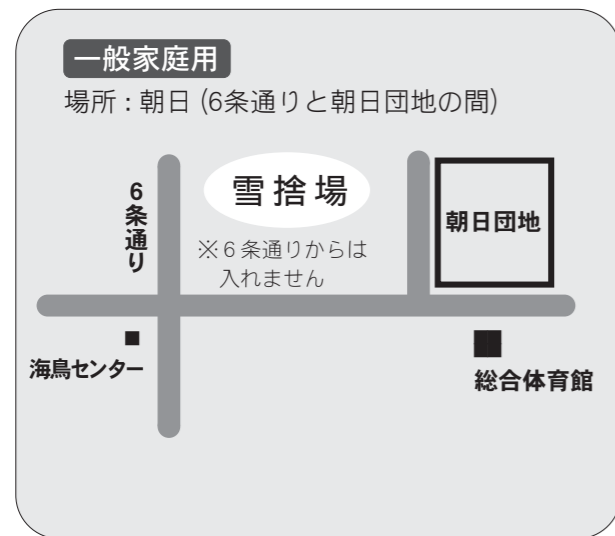 一般家庭用
場所：朝日 (6条通りと朝日団地の間)
6条通り
雪捨場
※６条通りからは
入れません
朝日団地
海鳥センター
総合体育館